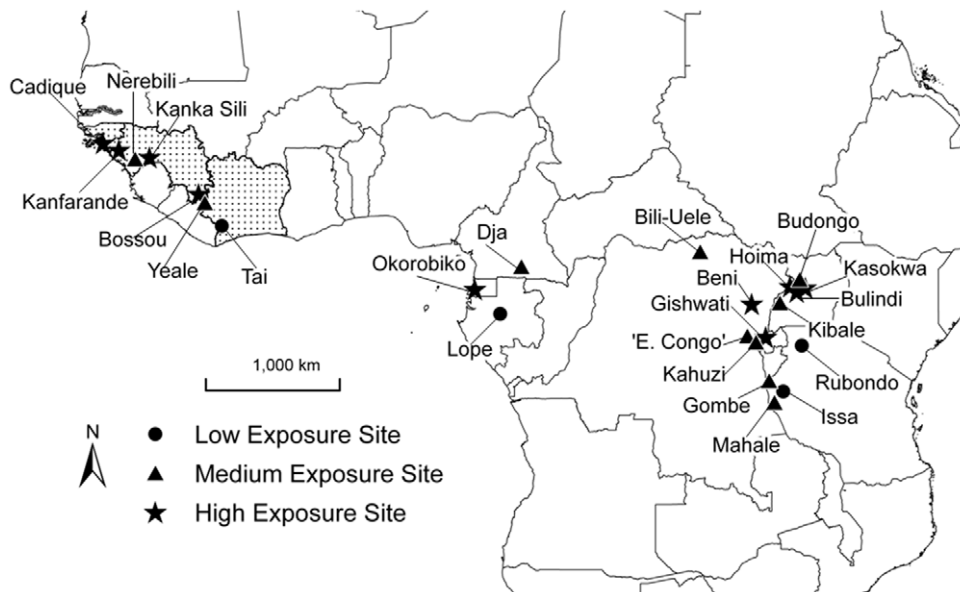 Cadique
Nerebili
Kanka Sili
Kanfarande
Bossou
Yeale
Tai
Okorobiko
Dja
Lope
Bili-Uele
Budongo
Hoima
Kasokwa
Beni
Bulindi
Gishwati
Kibale
'E. Congo'
Kahuzi
Rubondo
Gombe
Issa
Mahale
1,000 km
N
Low Exposure Site
Medium Exposure Site
High Exposure Site